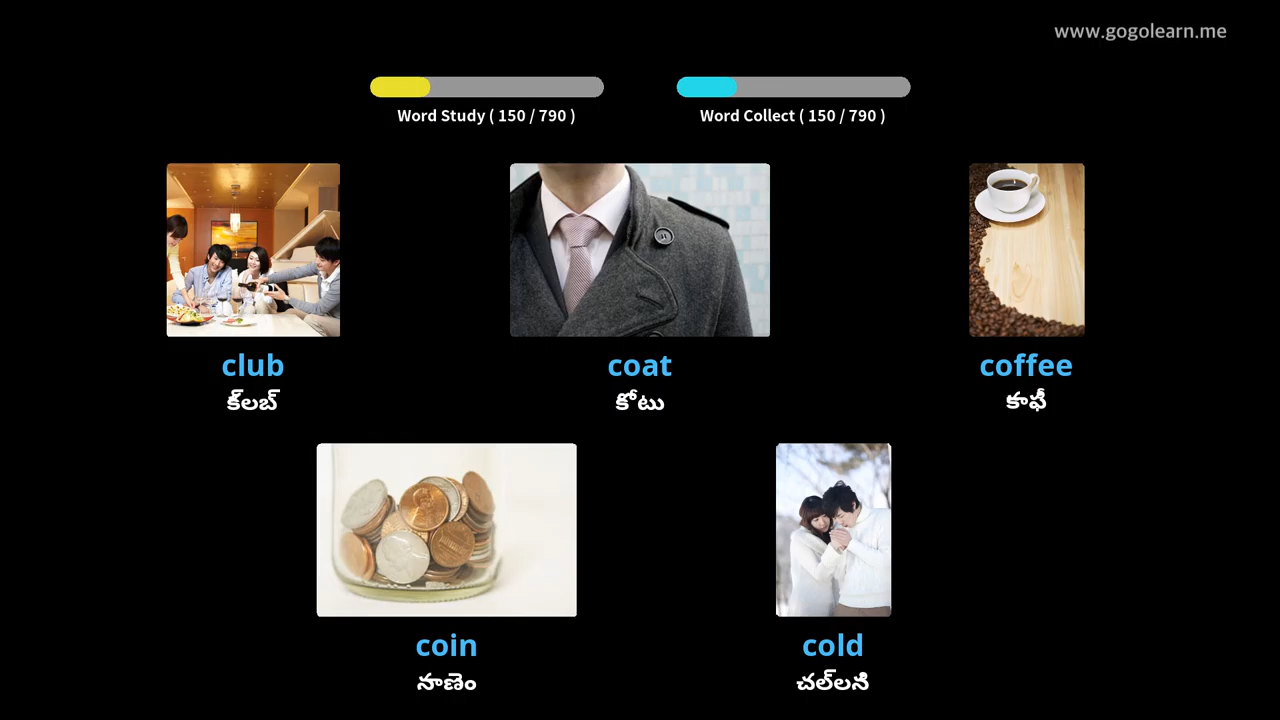 www.gogolearn.me
Word Study ( 150 / 790 )
Word Collect ( 150 / 790 )
club
క్‌లబ్
coat
కోటు
coffee
కాఫీ
coin
నాణెం
cold
చల్‌లని